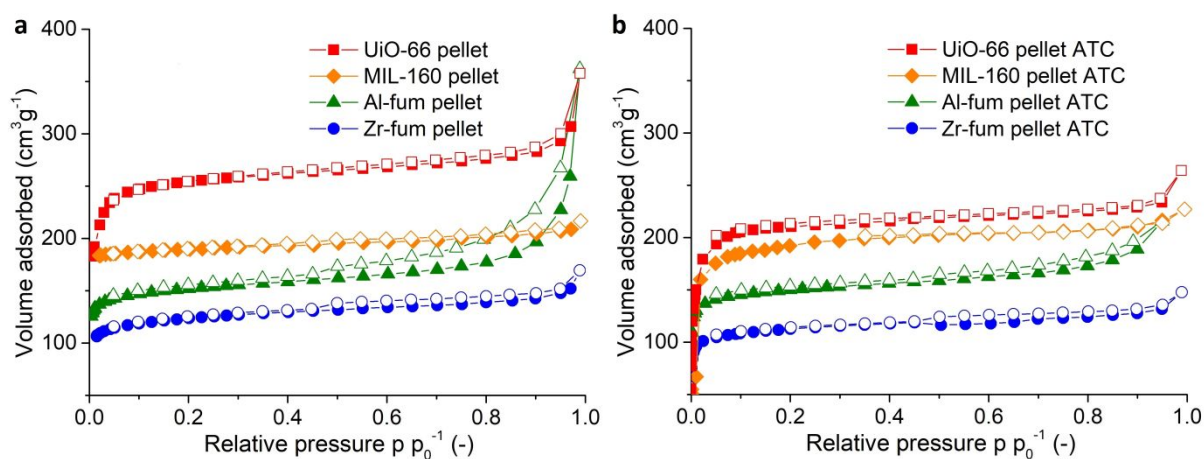 a
400
300
200
100
Volume adsorbed (cm³g⁻¹)
UiO-66 pellet
MIL-160 pellet
Al-fum pellet
Zr-fum pellet
0.0 0.2 0.4 0.6 0.8 1.0
Relative pressure p p₀⁻¹ (-)
b
400
300
200
100
Volume adsorbed (cm³g⁻¹)
UiO-66 pellet ATC
MIL-160 pellet ATC
Al-fum pellet ATC
Zr-fum pellet ATC
0.0 0.2 0.4 0.6 0.8 1.0
Relative pressure p p₀⁻¹ (-)